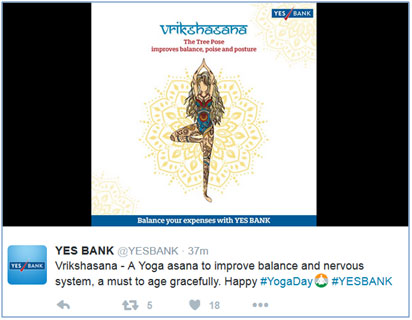 YES BANK
vrikshasana
The Tree Pose
improves balance, poise and posture
Balance your expenses with YES BANK
YES BANK
YES BANK @YESBANK · 37m
Vrikshasana - A Yoga asana to improve balance and nervous
system, a must to age gracefully. Happy #YogaDay #YESBANK
5 18